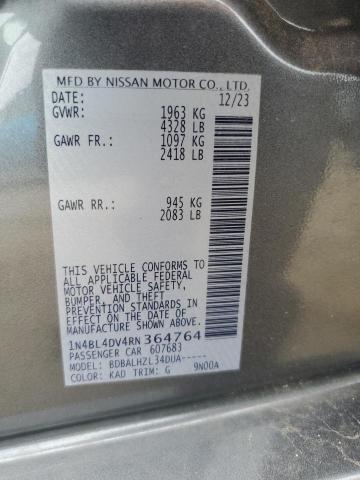 MFD BY NISSAN MOTOR CO., LTD.
DATE: 12/23
GVWR: 1963 KG
4328 LB
GAWR FR.: 1097 KG
2418 LB
GAWR RR.: 945 KG
2083 LB
THIS VEHICLE CONFORMS TO
ALL APPLICABLE FEDERAL
MOTOR VEHICLE SAFETY,
BUMPER, AND THEFT
PREVENTION STANDARDS IN
EFFECT ON THE DATE OF
MANUFACTURE SHOWN ABOVE.
1N4BL4DV4RN364764
PASSENGER CAR 607683
MODEL: BDBALHZL34DUA-----
COLOR: KAD TRIM: G 9N00A